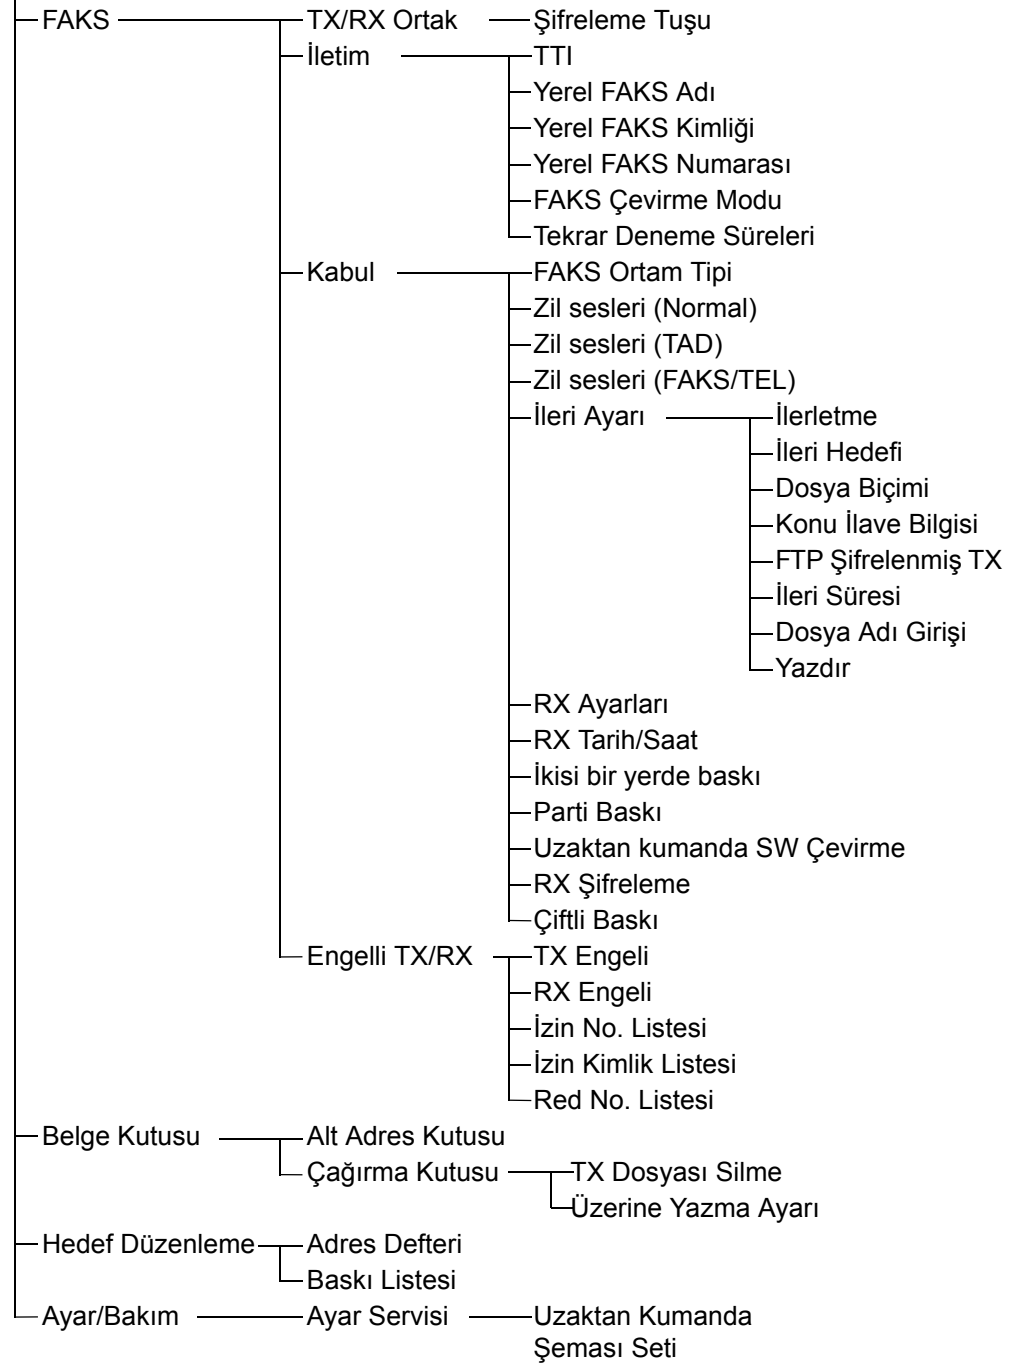 FAKS TX/RX Ortak Şifreleme Tuşu
İletim TTI
Yerel FAKS Adı
Yerel FAKS Kimliği
Yerel FAKS Numarası
FAKS Çevirme Modu
Tekrar Deneme Süreleri
Kabul FAKS Ortam Tipi
Zil sesleri (Normal)
Zil sesleri (TAD)
Zil sesleri (FAKS/TEL)
İleri Ayarı İlerletme
İleri Hedefi
Dosya Biçimi
Konu İlave Bilgisi
FTP Şifrelenmiş TX
İleri Süresi
Dosya Adı Girişi
Yazdır
RX Ayarları
RX Tarih/Saat
İkisi bir yerde baskı
Parti Baskı
Uzaktan kumanda SW Çevirme
RX Şifreleme
Çiftli Baskı
Engelli TX/RX TX Engeli
RX Engeli
İzin No. Listesi
İzin Kimlik Listesi
Red No. Listesi
Belge Kutusu Alt Adres Kutusu
Çağırma Kutusu TX Dosyası Silme
Üzerine Yazma Ayarı
Hedef Düzenleme Adres Defteri
Baskı Listesi
Ayar/Bakım Ayar Servisi Uzaktan Kumanda
Şeması Seti